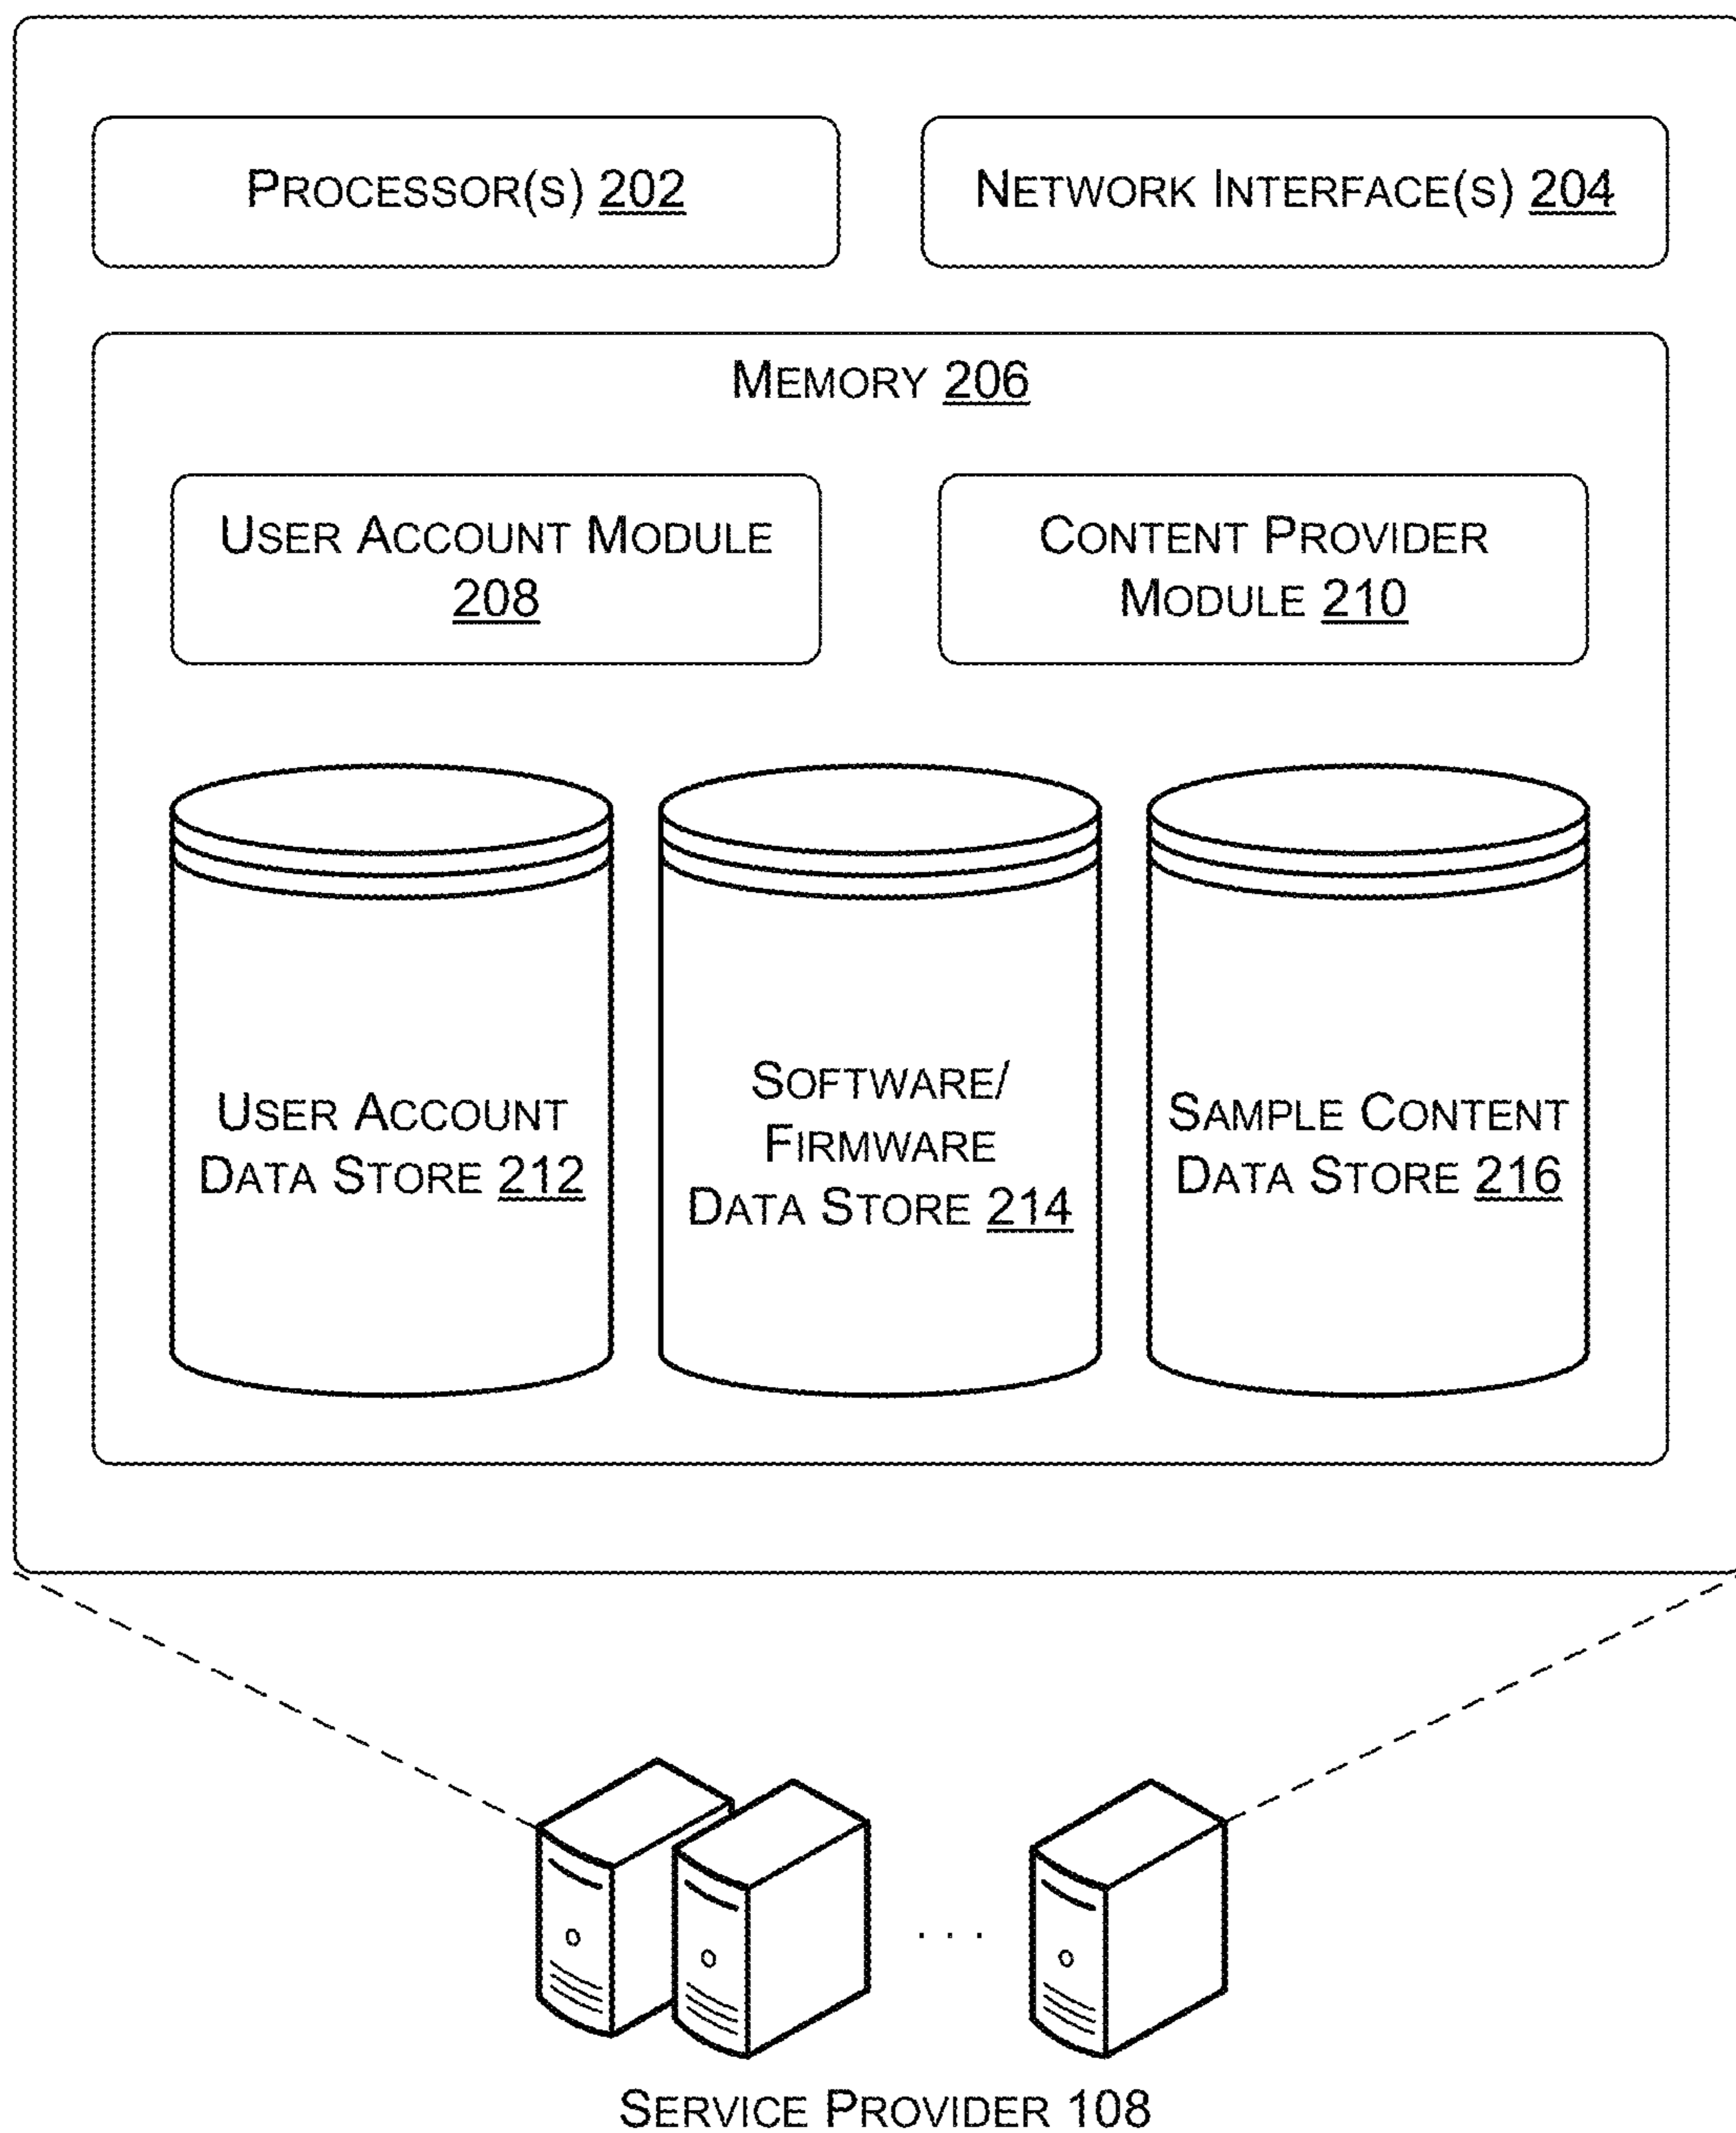 PROCESSOR(S) 202
NETWORK INTERFACE(S) 204
MEMORY 206
USER ACCOUNT MODULE
208
CONTENT PROVIDER
MODULE 210
USER ACCOUNT
DATA STORE 212
SOFTWARE/
FIRMWARE
DATA STORE 214
SAMPLE CONTENT
DATA STORE 216
. . .
SERVICE PROVIDER 108